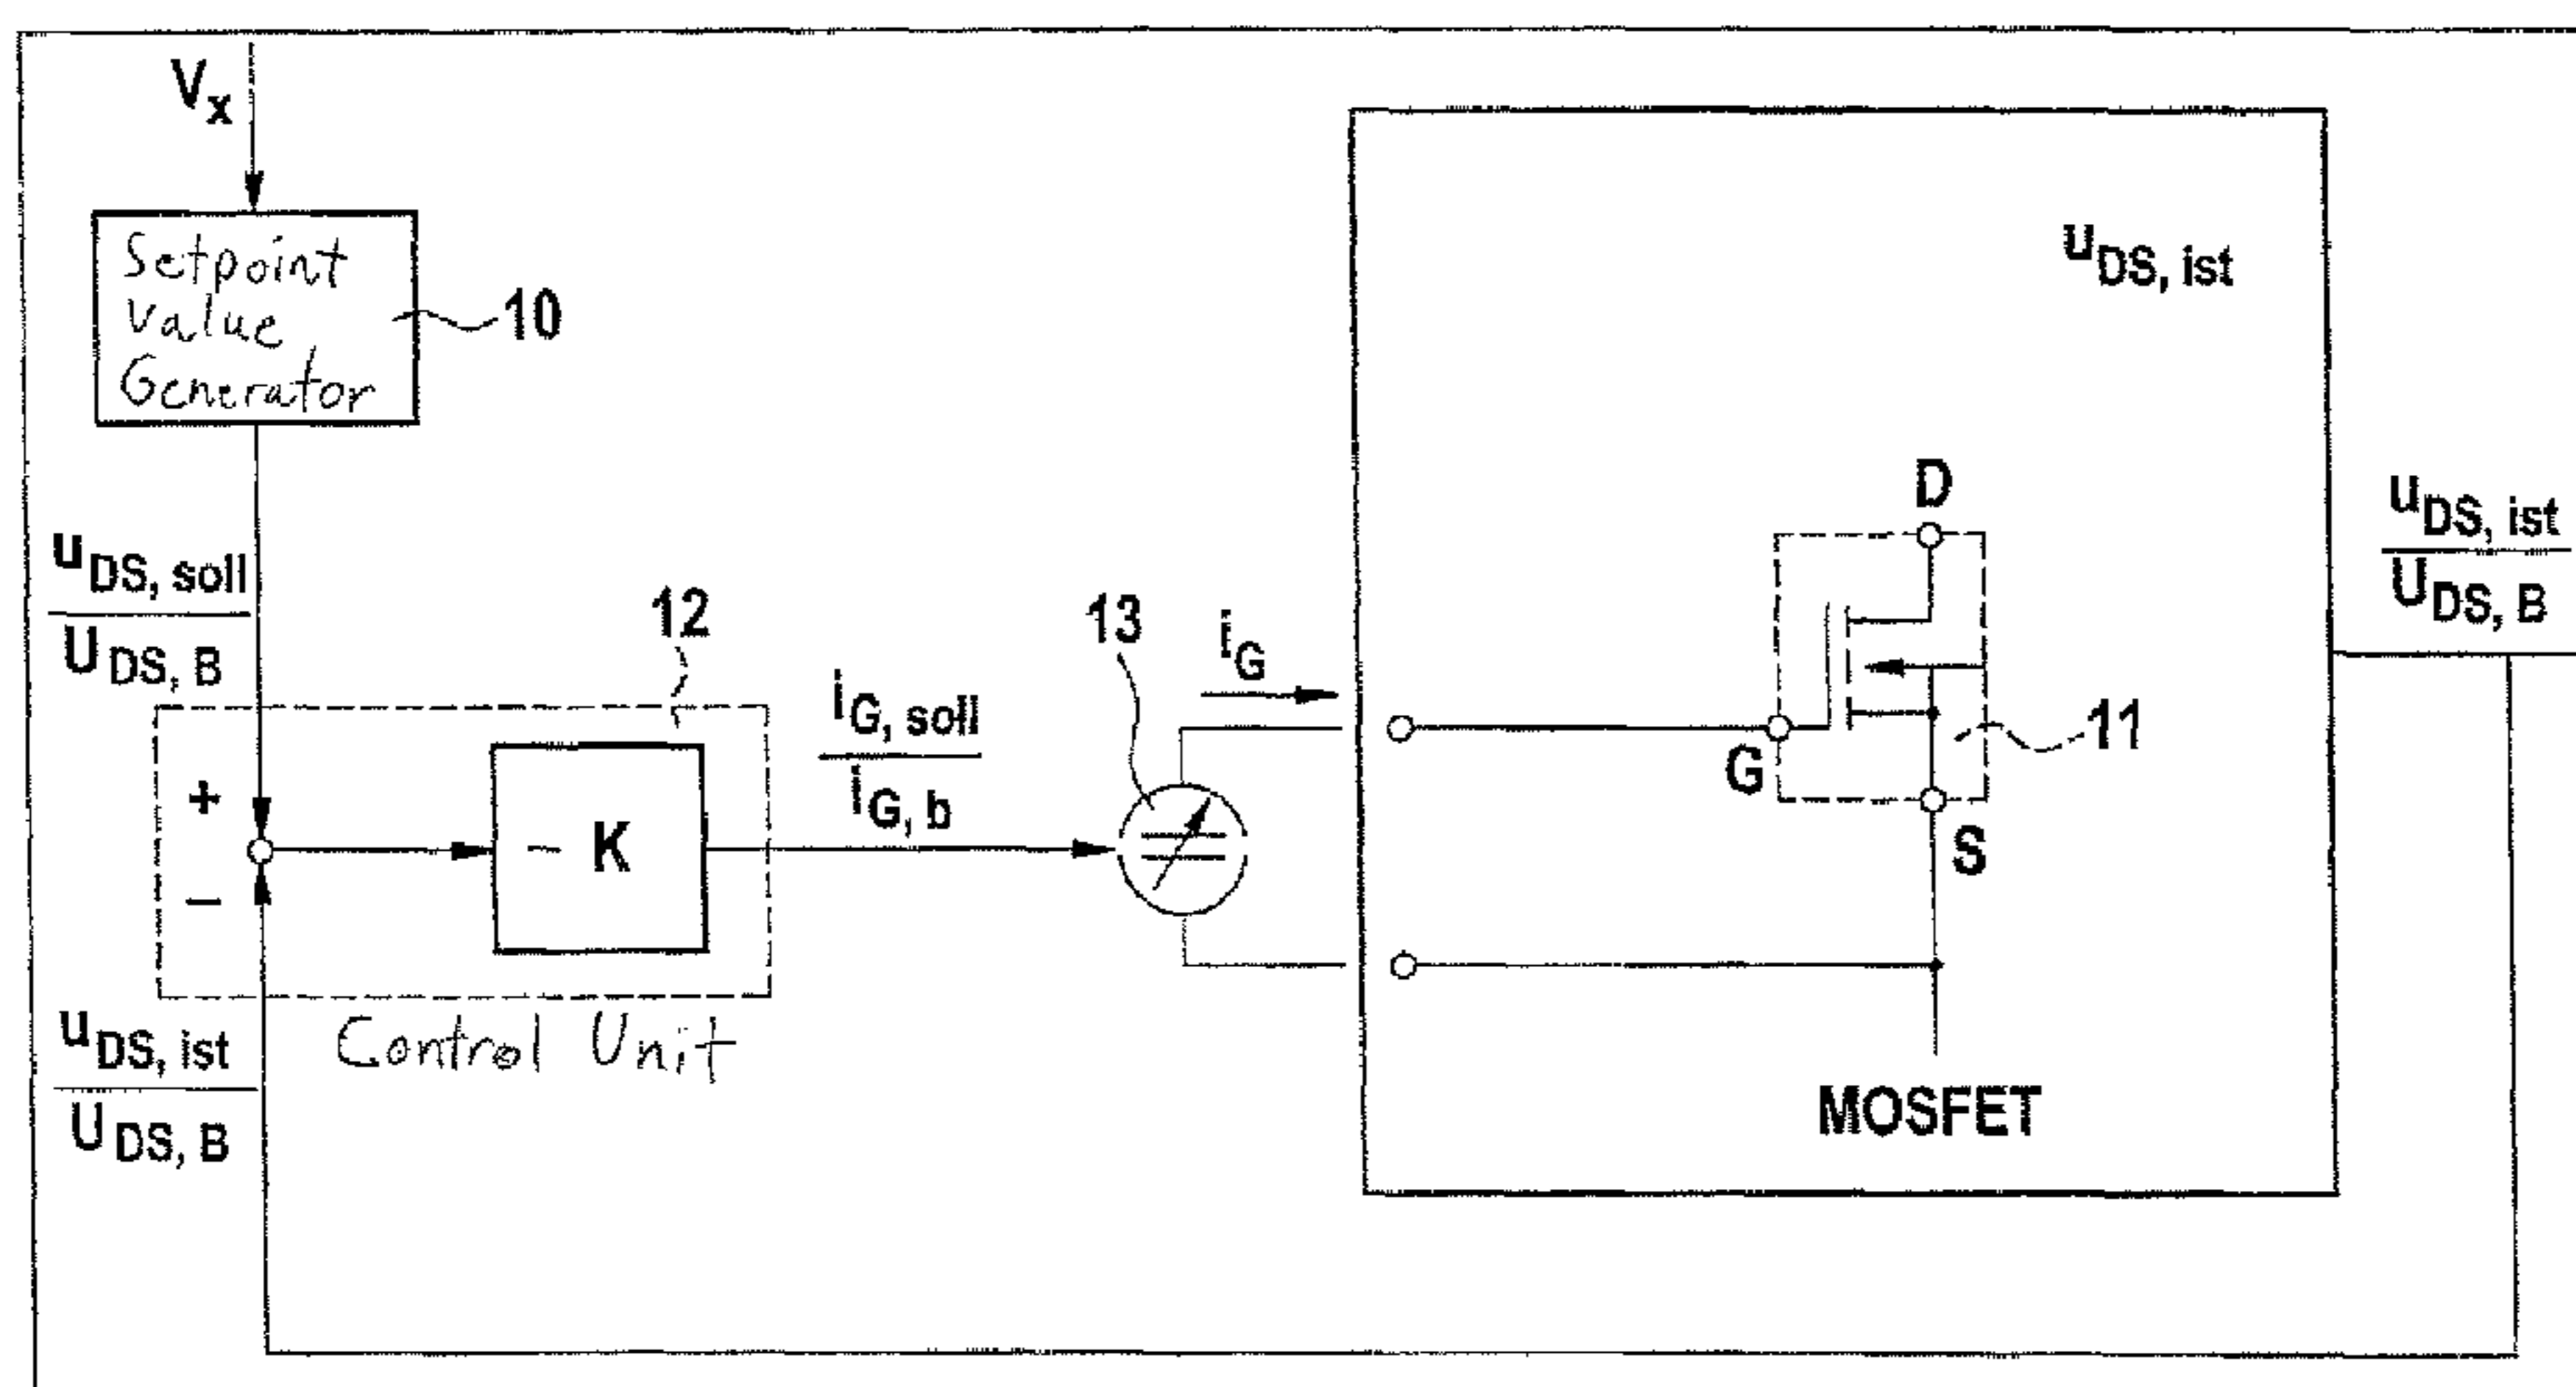 Vx
Setpoint
Value
Generator
10
uDS, soll
UDS, B
+
−
12
− K
Control Unit
uDS, ist
UDS, B
iG, soll
iG, b
13
iG
uDS, ist
D
G
S
11
MOSFET
uDS, ist
UDS, B